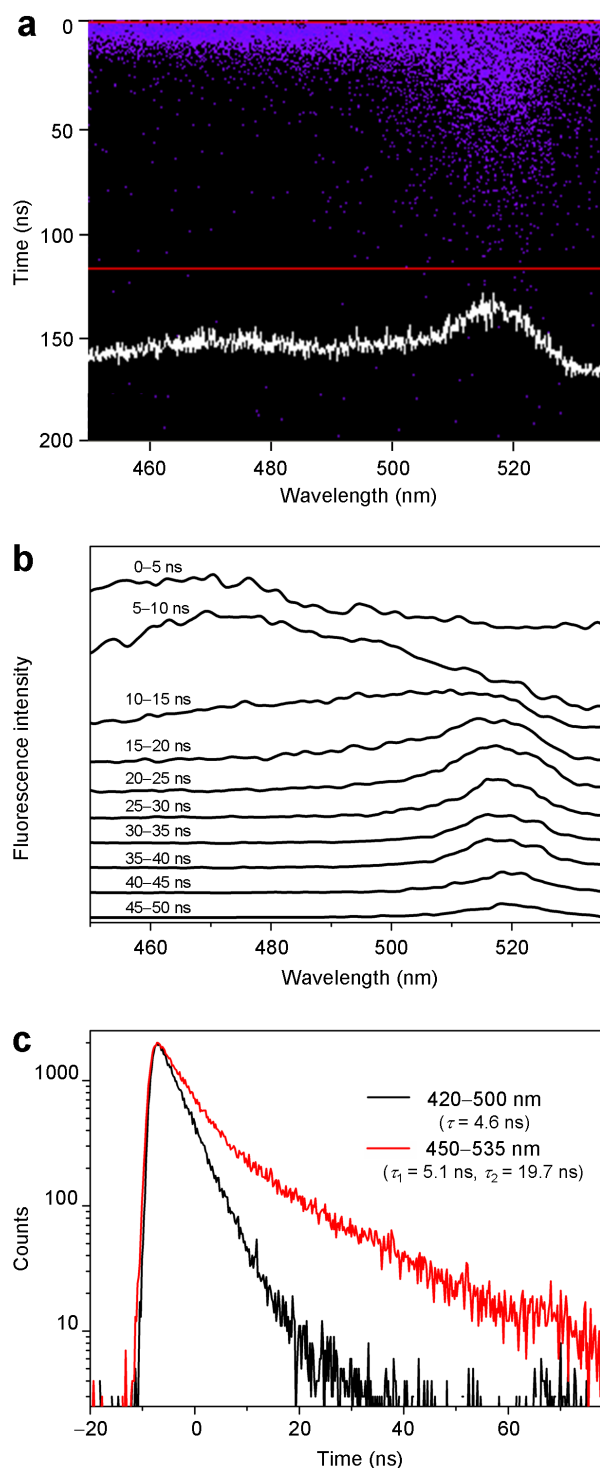 a
0
50
100
150
200
Time (ns)
460 480 500 520
Wavelength (nm)
b
0–5 ns
5–10 ns
10–15 ns
15–20 ns
20–25 ns
25–30 ns
30–35 ns
35–40 ns
40–45 ns
45–50 ns
Fluorescence intensity
460 480 500 520
Wavelength (nm)
c
1000
100
10
Counts
420–500 nm
(τ = 4.6 ns)
450–535 nm
(τ1 = 5.1 ns, τ2 = 19.7 ns)
−20 0 20 40 60
Time (ns)